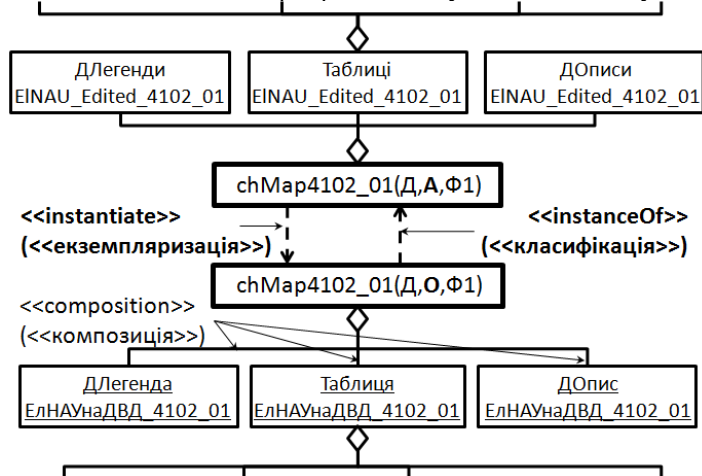 ДЛегенди
ElNAU_Edited_4102_01
Таблиці
ElNAU_Edited_4102_01
ДОписи
ElNAU_Edited_4102_01
chMap4102_01(Д,А,Ф1)
<<instantiate>>
(<<екземпляризація>>)
<<instanceOf>>
(<<класифікація>>)
chMap4102_01(Д,О,Ф1)
<<composition>>
(<<композиція>>)
ДЛегенда
ЕлНАУнаДВД_4102_01
Таблиця
ЕлНАУнаДВД_4102_01
ДОпис
ЕлНАУнаДВД_4102_01